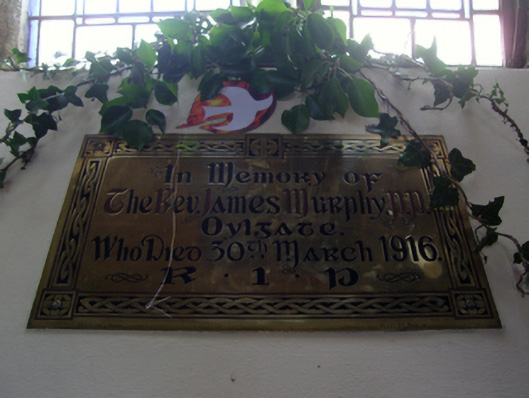 In Memory of
The Rev. James Murphy, P.P.
Oylgate.
Who Died 30th March 1916.
R · I · P